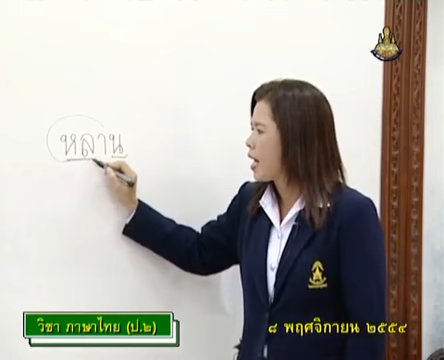 หลาน
วิชา ภาษาไทย (ป.๒)
๘ พฤศจิกายน ๒๕๕๔